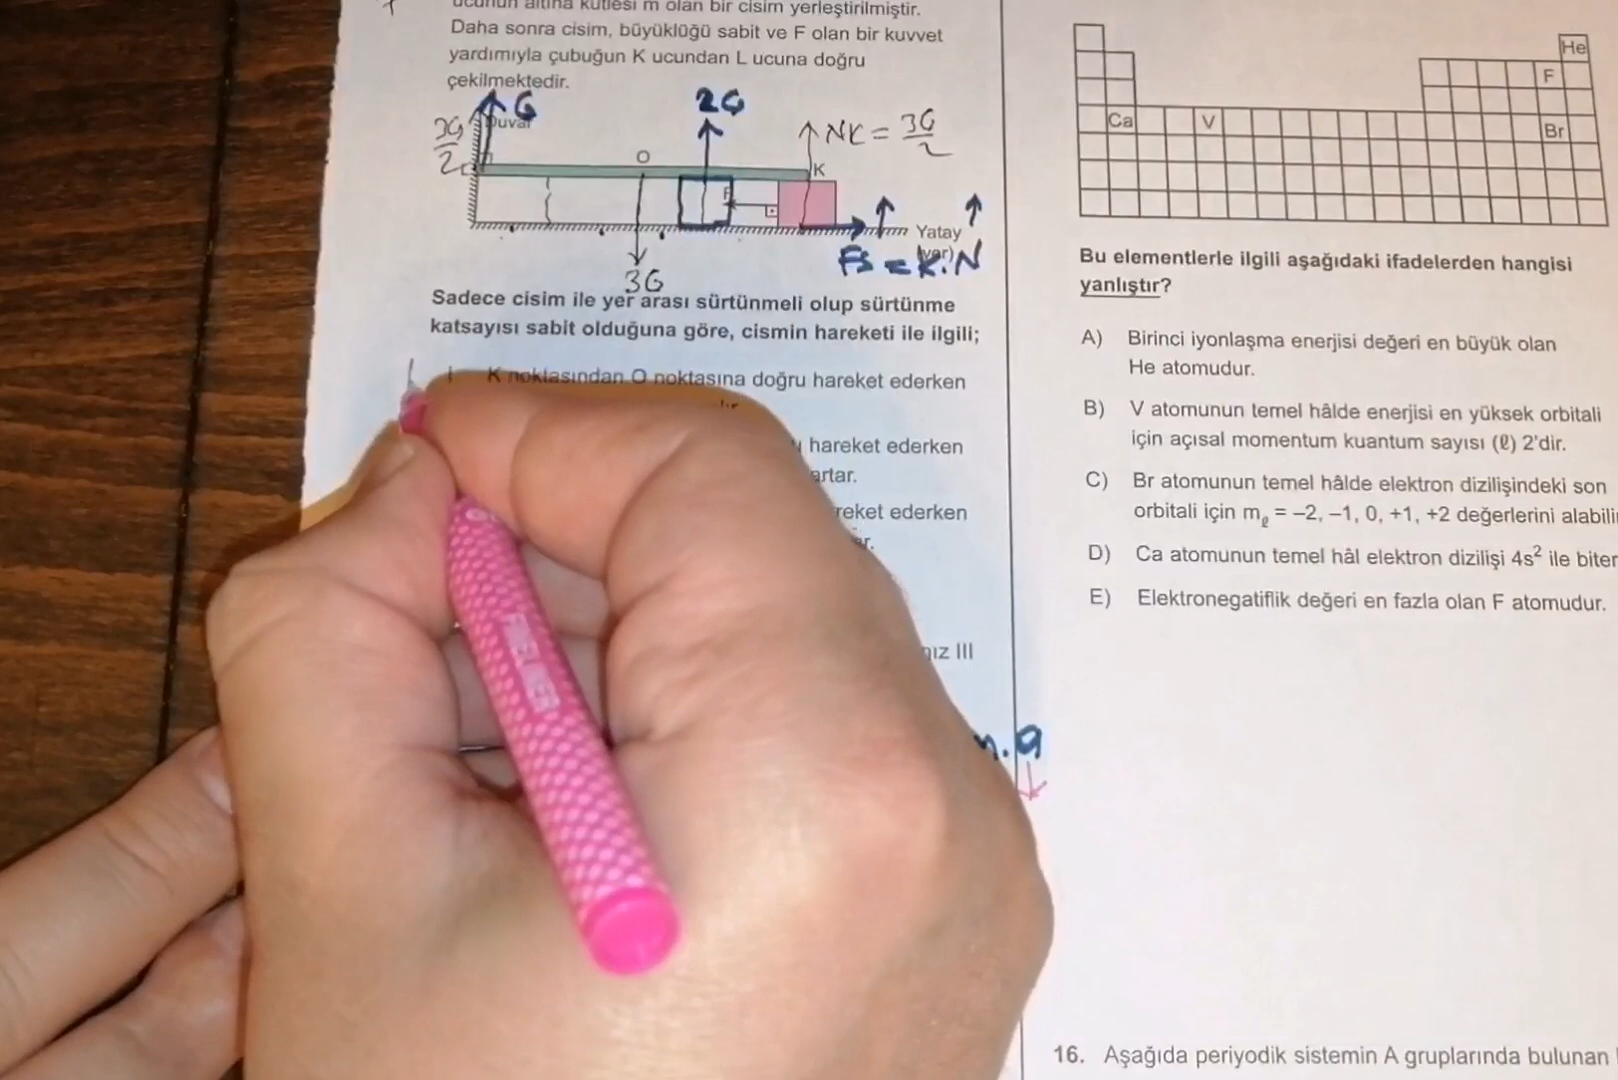 ucunun altına kütlesi m olan bir cisim yerleştirilmiştir.
Daha sonra cisim, büyüklüğü sabit ve F olan bir kuvvet
yardımıyla çubuğun K ucundan L ucuna doğru
çekilmektedir.
G
2G
Duvar
3G
2
NK = 3G
2
O
K
F
Yatay
(yer)
3G
Fs = k.N
Sadece cisim ile yer arası sürtünmeli olup sürtünme
katsayısı sabit olduğuna göre, cismin hareketi ile ilgili;
K noktasından O noktasına doğru hareket ederken
hareket ederken
artar.
hareket ederken
III
.a
He
F
Ca
V
Br
Bu elementlerle ilgili aşağıdaki ifadelerden hangisi
yanlıştır?
A) Birinci iyonlaşma enerjisi değeri en büyük olan
He atomudur.
B) V atomunun temel hâlde enerjisi en yüksek orbitali
için açısal momentum kuantum sayısı (ℓ) 2'dir.
C) Br atomunun temel hâlde elektron dizilişindeki son
orbitali için mℓ = –2, –1, 0, +1, +2 değerlerini alabilir
D) Ca atomunun temel hâl elektron dizilişi 4s² ile biter
E) Elektronegatiflik değeri en fazla olan F atomudur.
16. Aşağıda periyodik sistemin A gruplarında bulunan